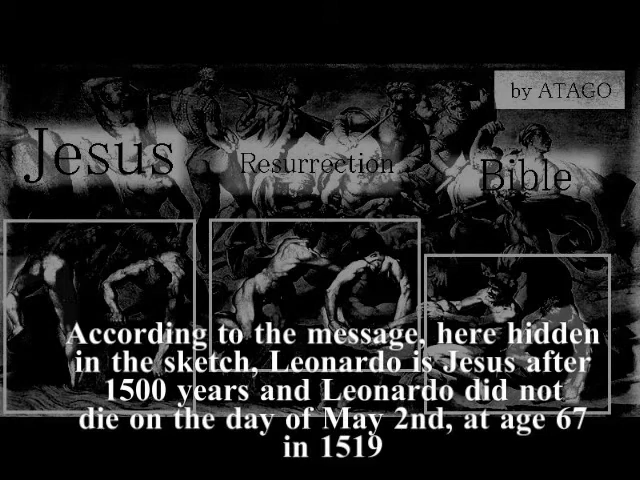 by ATAGO
Jesus
Resurrection
Bible
According to the message, here hidden
in the sketch, Leonardo is Jesus after
1500 years and Leonardo did not
die on the day of May 2nd, at age 67
in 1519